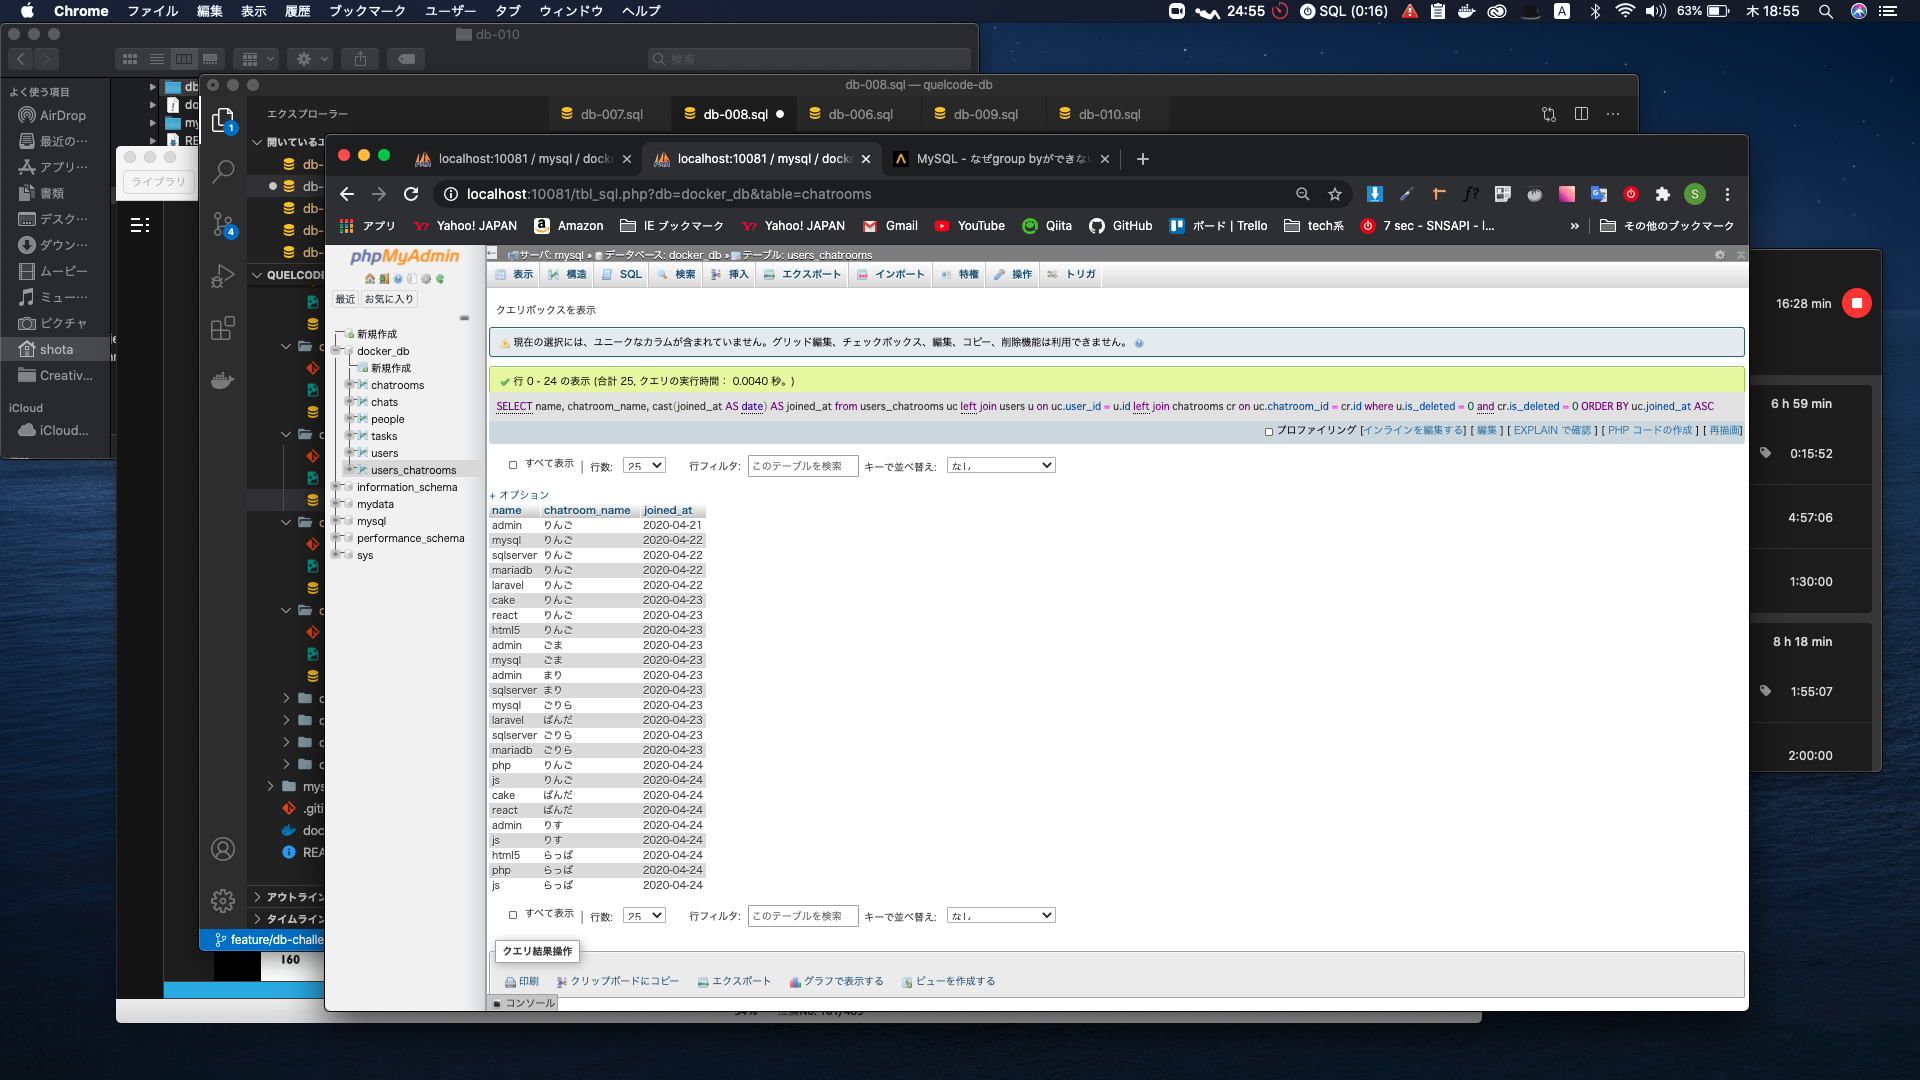 Chrome ファイル 編集 表示 履歴 ブックマーク ユーザー タブ ウィンドウ ヘルプ 24:55 SQL (0:16) A 63% 木 18:55
db-010
検索
よく使う項目
AirDrop
最近の…
アプリ…
書類
デスク…
ダウン…
ムービー
ミュー…
ピクチャ
shota
Creativ...
iCloud
iCloud...
ライブラリ
db-008.sql — quelcode-db
エクスプローラー
db-007.sql db-008.sql db-006.sql db-009.sql db-010.sql
開いているエ
db-
db-
db-
db-
db-
QUELCODE
mys
.giti
doc
REA
アウトライン
タイムライン
feature/db-challe
160
localhost:10081 / mysql / docke localhost:10081 / mysql / docke MySQL - なぜgroup byができない
localhost:10081/tbl_sql.php?db=docker_db&table=chatrooms
アプリ Yahoo! JAPAN Amazon IE ブックマーク Yahoo! JAPAN Gmail YouTube Qiita GitHub ボード | Trello tech系 7 sec - SNSAPI - I... » その他のブックマーク
phpMyAdmin
最近 お気に入り
新規作成
docker_db
新規作成
chatrooms
chats
people
tasks
users
users_chatrooms
information_schema
mydata
mysql
performance_schema
sys
サーバ: mysql » データベース: docker_db » テーブル: users_chatrooms
表示 構造 SQL 検索 挿入 エクスポート インポート 特権 操作 トリガ
クエリボックスを表示
現在の選択には、ユニークなカラムが含まれていません。グリッド編集、チェックボックス、編集、コピー、削除機能は利用できません。
行 0 - 24 の表示 (合計 25, クエリの実行時間： 0.0040 秒。)
SELECT name, chatroom_name, cast(joined_at AS date) AS joined_at from users_chatrooms uc left join users u on uc.user_id = u.id left join chatrooms cr on uc.chatroom_id = cr.id where u.is_deleted = 0 and cr.is_deleted = 0 ORDER BY uc.joined_at ASC
プロファイリング [インラインを編集する] [ 編集 ] [ EXPLAIN で確認 ] [ PHP コードの作成 ] [ 再描画]
すべて表示 | 行数: 25 行フィルタ: このテーブルを検索 キーで並べ替え: なし
+ オプション
name chatroom_name joined_at
admin りんご 2020-04-21
mysql りんご 2020-04-22
sqlserver りんご 2020-04-22
mariadb りんご 2020-04-22
laravel りんご 2020-04-22
cake りんご 2020-04-23
react りんご 2020-04-23
html5 りんご 2020-04-23
admin ごま 2020-04-23
mysql ごま 2020-04-23
admin まり 2020-04-23
sqlserver まり 2020-04-23
mysql ごりら 2020-04-23
laravel ぱんだ 2020-04-23
sqlserver ごりら 2020-04-23
mariadb ごりら 2020-04-23
php りんご 2020-04-24
js りんご 2020-04-24
cake ぱんだ 2020-04-24
react ぱんだ 2020-04-24
admin りす 2020-04-24
js りす 2020-04-24
html5 らっぱ 2020-04-24
php らっぱ 2020-04-24
js らっぱ 2020-04-24
すべて表示 | 行数: 25 行フィルタ: このテーブルを検索 キーで並べ替え: なし
クエリ結果操作
印刷 クリップボードにコピー エクスポート グラフで表示する ビューを作成する
コンソール
16:28 min
6 h 59 min
0:15:52
4:57:06
1:30:00
8 h 18 min
1:55:07
2:00:00